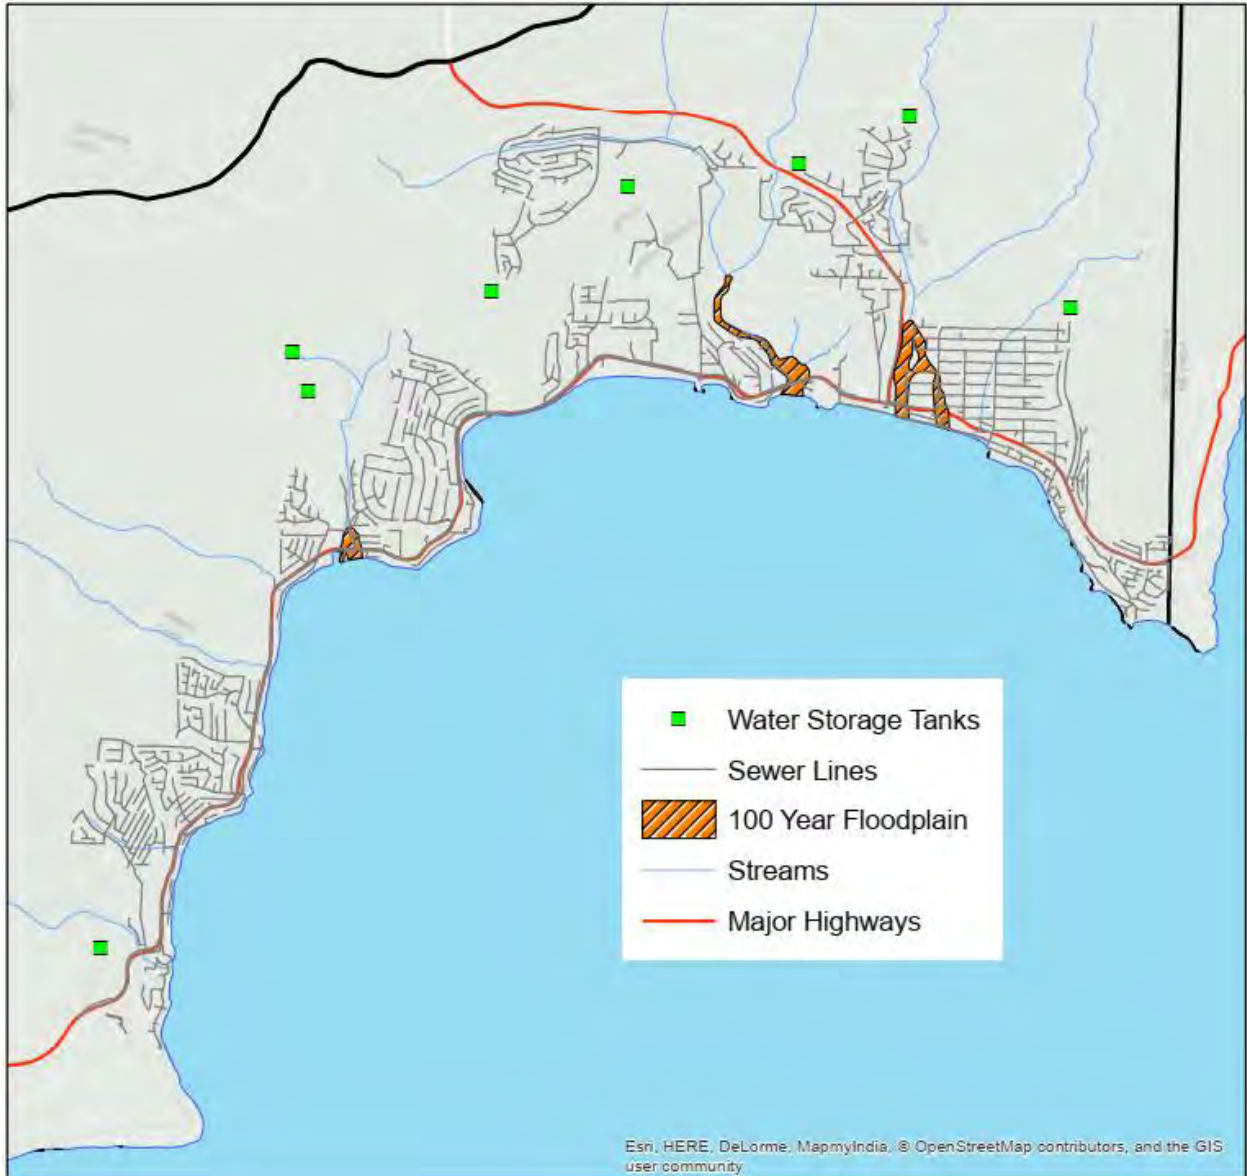 Water Storage Tanks
Sewer Lines
100 Year Floodplain
Streams
Major Highways
Esri, HERE, DeLorme, MapmyIndia, © OpenStreetMap contributors, and the GIS
user community